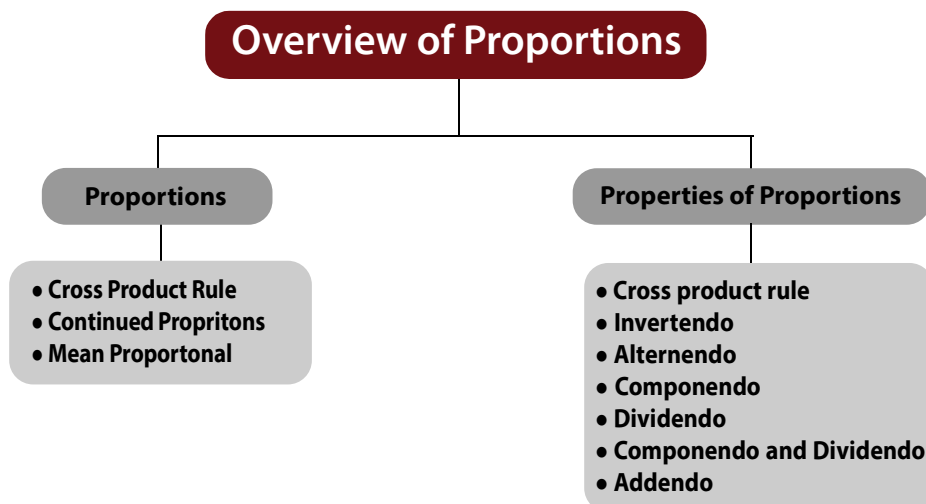 Overview of Proportions
Proportions
● Cross Product Rule
● Continued Propritons
● Mean Proportonal
Properties of Proportions
● Cross product rule
● Invertendo
● Alternendo
● Componendo
● Dividendo
● Componendo and Dividendo
● Addendo